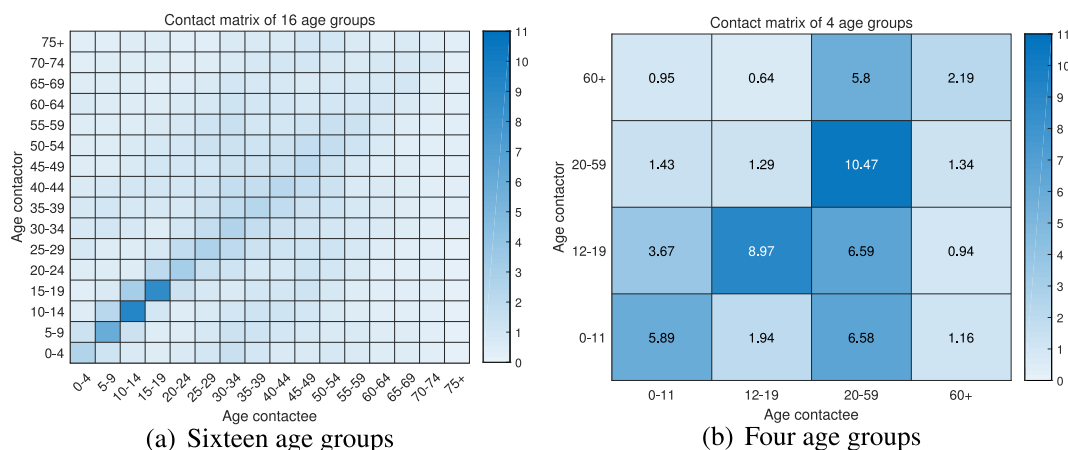 Contact matrix of 16 age groups
75+
70-74
65-69
60-64
55-59
50-54
45-49
40-44
35-39
30-34
25-29
20-24
15-19
10-14
5-9
0-4
Age contactor
0-4 5-9 10-14 15-19 20-24 25-29 30-34 35-39 40-44 45-49 50-54 55-59 60-64 65-69 70-74 75+
Age contactee
11
10
9
8
7
6
5
4
3
2
1
0
(a) Sixteen age groups
Contact matrix of 4 age groups
60+ 0.95 0.64 5.8 2.19
20-59 1.43 1.29 10.47 1.34
12-19 3.67 8.97 6.59 0.94
0-11 5.89 1.94 6.58 1.16
Age contactor
0-11 12-19 20-59 60+
Age contactee
11
10
9
8
7
6
5
4
3
2
1
0
(b) Four age groups